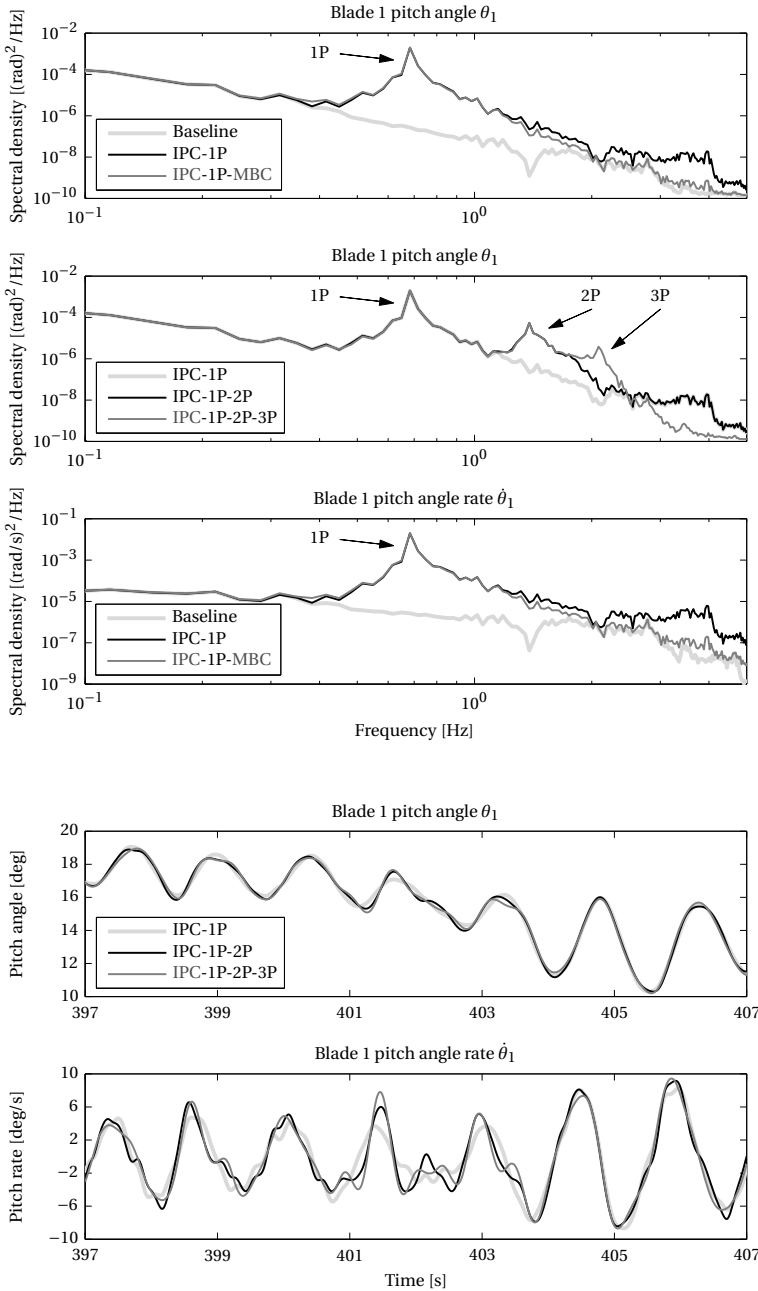 Blade 1 pitch angle θ₁
Spectral density [(rad)²/Hz]
10⁻²
10⁻⁴
10⁻⁶
10⁻⁸
10⁻¹⁰
1P
Baseline
IPC-1P
IPC-1P-MBC
10⁻¹
10⁰
Blade 1 pitch angle θ₁
Spectral density [(rad)²/Hz]
10⁻²
10⁻⁴
10⁻⁶
10⁻⁸
10⁻¹⁰
1P
2P
3P
IPC-1P
IPC-1P-2P
IPC-1P-2P-3P
10⁻¹
10⁰
Blade 1 pitch angle rate θ̇₁
Spectral density [(rad/s)²/Hz]
10⁻¹
10⁻³
10⁻⁵
10⁻⁷
10⁻⁹
1P
Baseline
IPC-1P
IPC-1P-MBC
10⁻¹
10⁰
Frequency [Hz]
Blade 1 pitch angle θ₁
Pitch angle [deg]
20
18
16
14
12
10
IPC-1P
IPC-1P-2P
IPC-1P-2P-3P
397
399
401
403
405
407
Blade 1 pitch angle rate θ̇₁
Pitch rate [deg/s]
10
6
2
−2
−6
−10
397
399
401
403
405
407
Time [s]